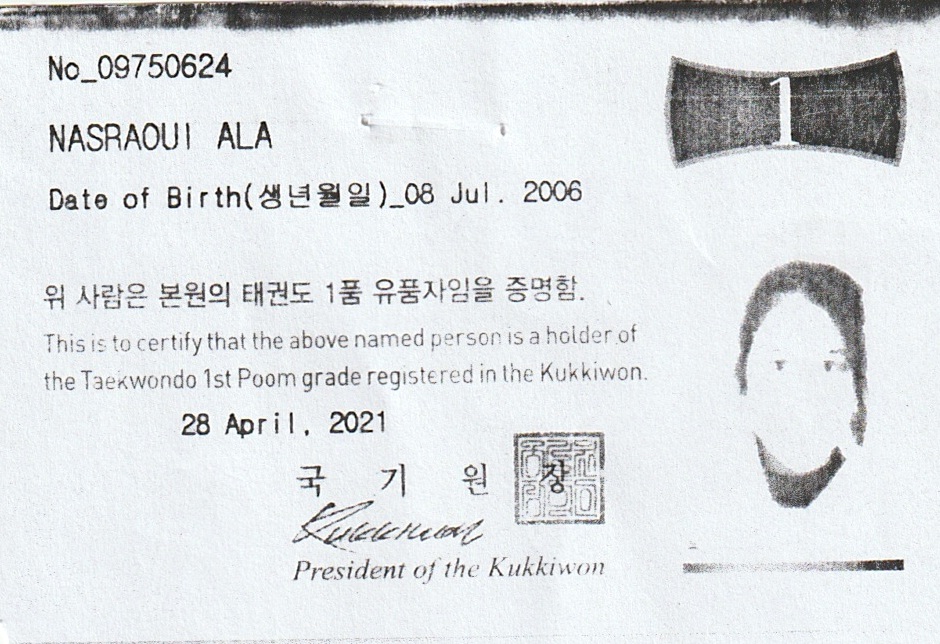 No_09750624
1
NASRAOUI ALA
Date of Birth(생년월일)_08 Jul. 2006
위 사람은 본원의 태권도 1품 유품자임을 증명함.
This is to certify that the above named person is a holder of
the Taekwondo 1st Poom grade registered in the Kukkiwon.
28 April, 2021
국 기 원 장
Kukkiwon
President of the Kukkiwon